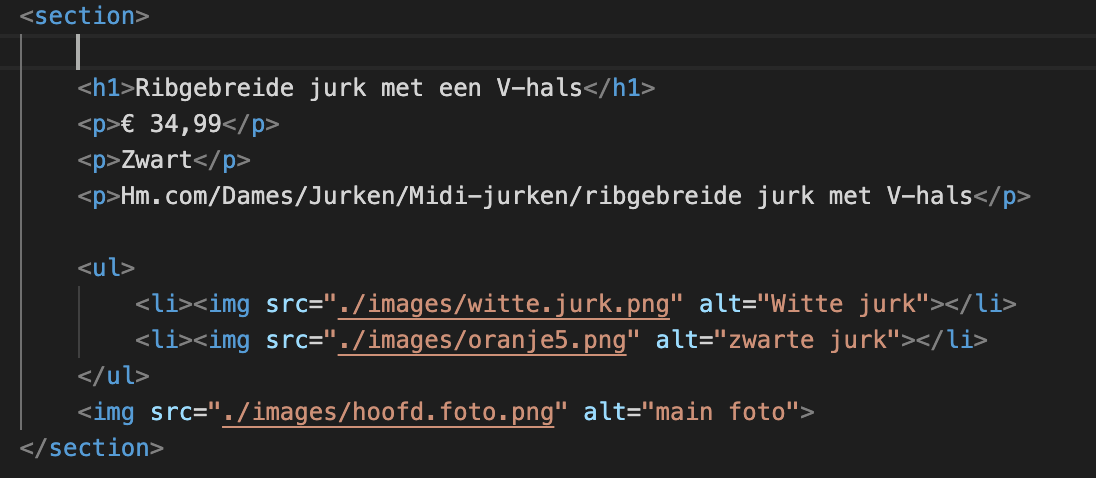 <section>
<h1>Ribgebreide jurk met een V-hals</h1>
<p>€ 34,99</p>
<p>Zwart</p>
<p>Hm.com/Dames/Jurken/Midi-jurken/ribgebreide jurk met V-hals</p>
<ul>
<li><img src="./images/witte.jurk.png" alt="Witte jurk"></li>
<li><img src="./images/oranje5.png" alt="zwarte jurk"></li>
</ul>
<img src="./images/hoofd.foto.png" alt="main foto">
</section>